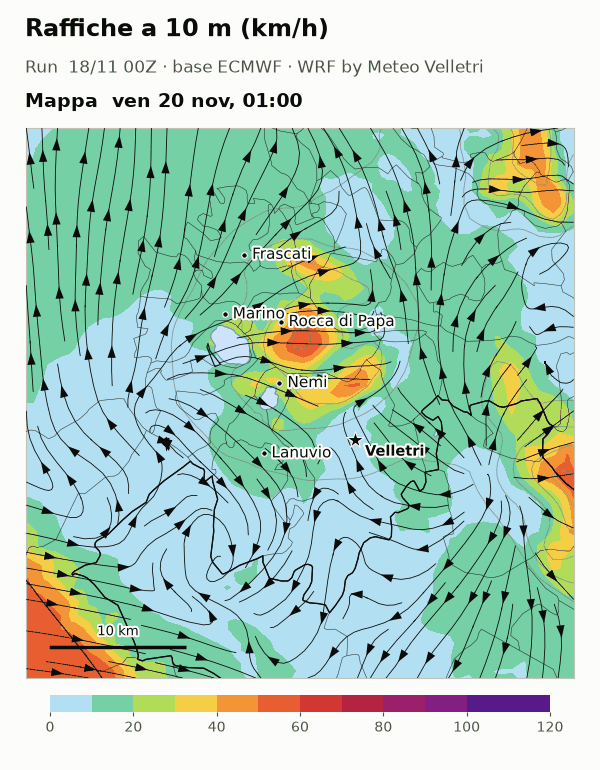 Raffiche a 10 m (km/h)
Run  18/11 00Z · base ECMWF · WRF by Meteo Velletri
Mappa  ven 20 nov, 01:00
Frascati
Marino
Rocca di Papa
Nemi
Lanuvio
Velletri
10 km
0 20 40 60 80 100 120